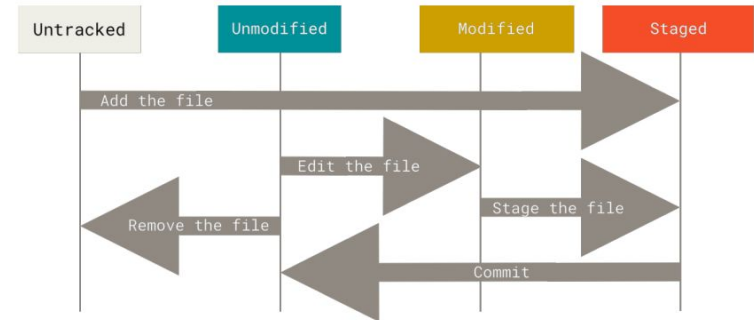 Untracked
Unmodified
Modified
Staged
Add the file
Edit the file
Stage the file
Remove the file
Commit